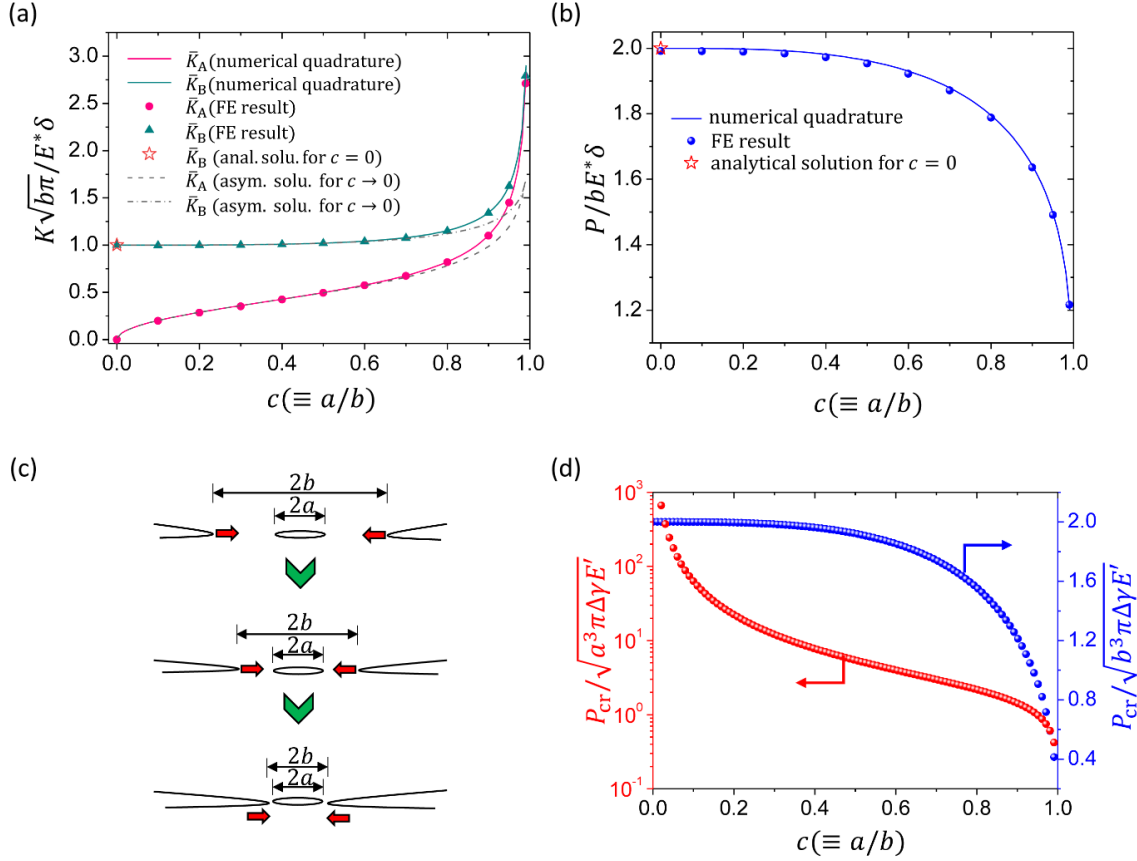 (a)
K√bπ/E*δ
3.0
2.5
2.0
1.5
1.0
0.5
0.0
K̄A(numerical quadrature)
K̄B(numerical quadrature)
K̄A(FE result)
K̄B(FE result)
K̄B (anal. solu. for c = 0)
K̄A (asym. solu. for c → 0)
K̄B (asym. solu. for c → 0)
0.0 0.2 0.4 0.6 0.8 1.0
c(≡ a/b)
(b)
P/bE*δ
2.0
1.8
1.6
1.4
1.2
numerical quadrature
FE result
analytical solution for c = 0
0.0 0.2 0.4 0.6 0.8 1.0
c(≡ a/b)
(c)
2b
2a
2b
2a
2b
2a
(d)
Pcr/√a³πΔγE′
10³
10²
10¹
10⁰
10⁻¹
2.0
1.6
1.2
0.8
0.4
Pcr/√b³πΔγE′
0.0 0.2 0.4 0.6 0.8 1.0
c(≡ a/b)